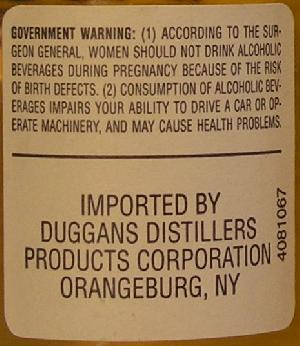 GOVERNMENT WARNING: (1) ACCORDING TO THE SUR-
GEON GENERAL, WOMEN SHOULD NOT DRINK ALCOHOLIC
BEVERAGES DURING PREGNANCY BECAUSE OF THE RISK
OF BIRTH DEFECTS. (2) CONSUMPTION OF ALCOHOLIC BEV-
ERAGES IMPAIRS YOUR ABILITY TO DRIVE A CAR OR OP-
ERATE MACHINERY, AND MAY CAUSE HEALTH PROBLEMS.
IMPORTED BY
DUGGANS DISTILLERS
PRODUCTS CORPORATION
ORANGEBURG, NY
4081067